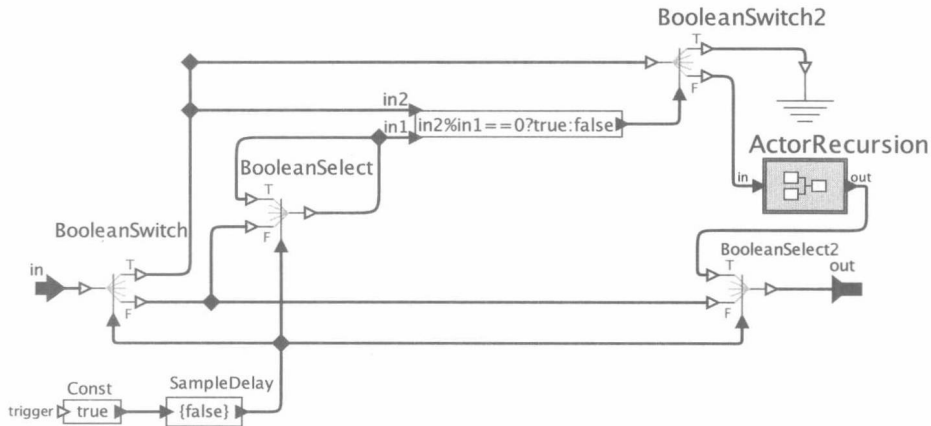 BooleanSwitch2
T
F
in2
in1
in2%in1==0?true:false
ActorRecursion
in
out
BooleanSelect
T
F
BooleanSwitch
in
T
F
BooleanSelect2
T
F
out
Const
SampleDelay
trigger
true
{false}